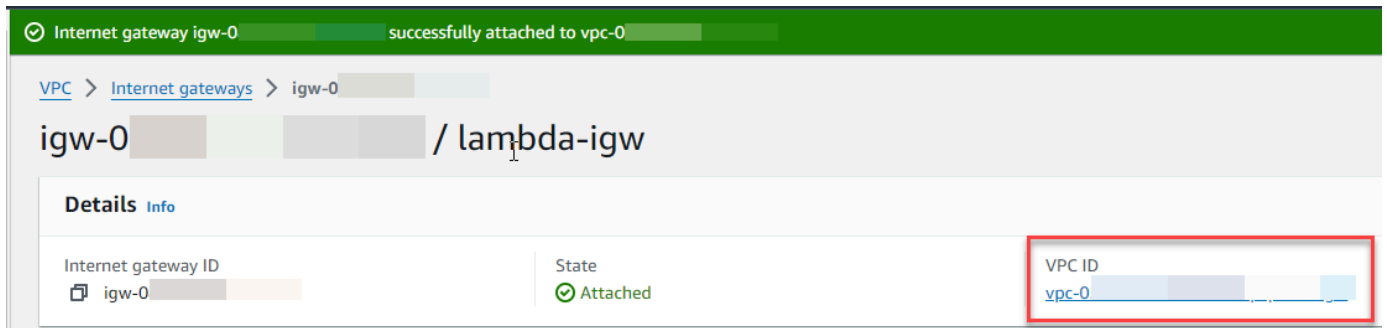 Internet gateway igw-0 successfully attached to vpc-0
VPC > Internet gateways > igw-0
igw-0 / lambda-igw
Details Info
Internet gateway ID
igw-0
State
Attached
VPC ID
vpc-0